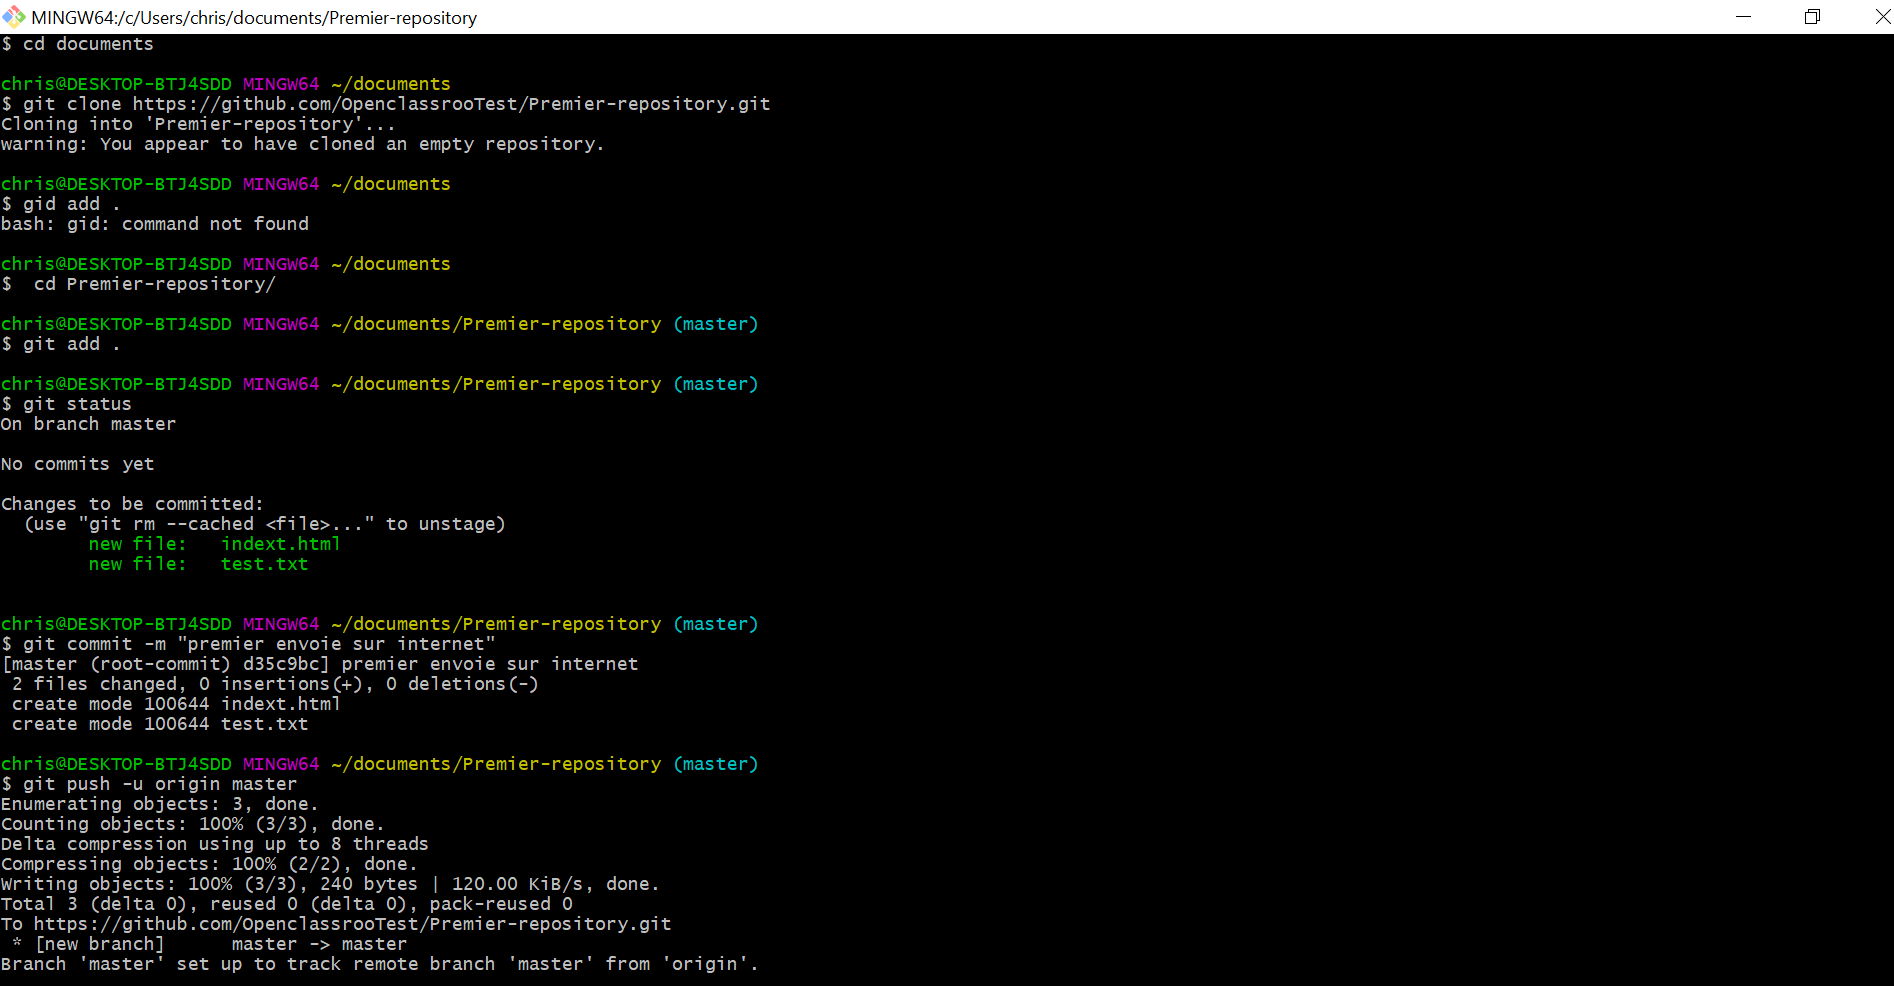 MINGW64:/c/Users/chris/documents/Premier-repository
$ cd documents
chris@DESKTOP-BTJ4SDD MINGW64 ~/documents
$ git clone https://github.com/OpenclassrooTest/Premier-repository.git
Cloning into 'Premier-repository'...
warning: You appear to have cloned an empty repository.
chris@DESKTOP-BTJ4SDD MINGW64 ~/documents
$ gid add .
bash: gid: command not found
chris@DESKTOP-BTJ4SDD MINGW64 ~/documents
$  cd Premier-repository/
chris@DESKTOP-BTJ4SDD MINGW64 ~/documents/Premier-repository (master)
$ git add .
chris@DESKTOP-BTJ4SDD MINGW64 ~/documents/Premier-repository (master)
$ git status
On branch master
No commits yet
Changes to be committed:
  (use "git rm --cached <file>..." to unstage)
        new file:   indext.html
        new file:   test.txt
chris@DESKTOP-BTJ4SDD MINGW64 ~/documents/Premier-repository (master)
$ git commit -m "premier envoie sur internet"
[master (root-commit) d35c9bc] premier envoie sur internet
 2 files changed, 0 insertions(+), 0 deletions(-)
 create mode 100644 indext.html
 create mode 100644 test.txt
chris@DESKTOP-BTJ4SDD MINGW64 ~/documents/Premier-repository (master)
$ git push -u origin master
Enumerating objects: 3, done.
Counting objects: 100% (3/3), done.
Delta compression using up to 8 threads
Compressing objects: 100% (2/2), done.
Writing objects: 100% (3/3), 240 bytes | 120.00 KiB/s, done.
Total 3 (delta 0), reused 0 (delta 0), pack-reused 0
To https://github.com/OpenclassrooTest/Premier-repository.git
 * [new branch]      master -> master
Branch 'master' set up to track remote branch 'master' from 'origin'.